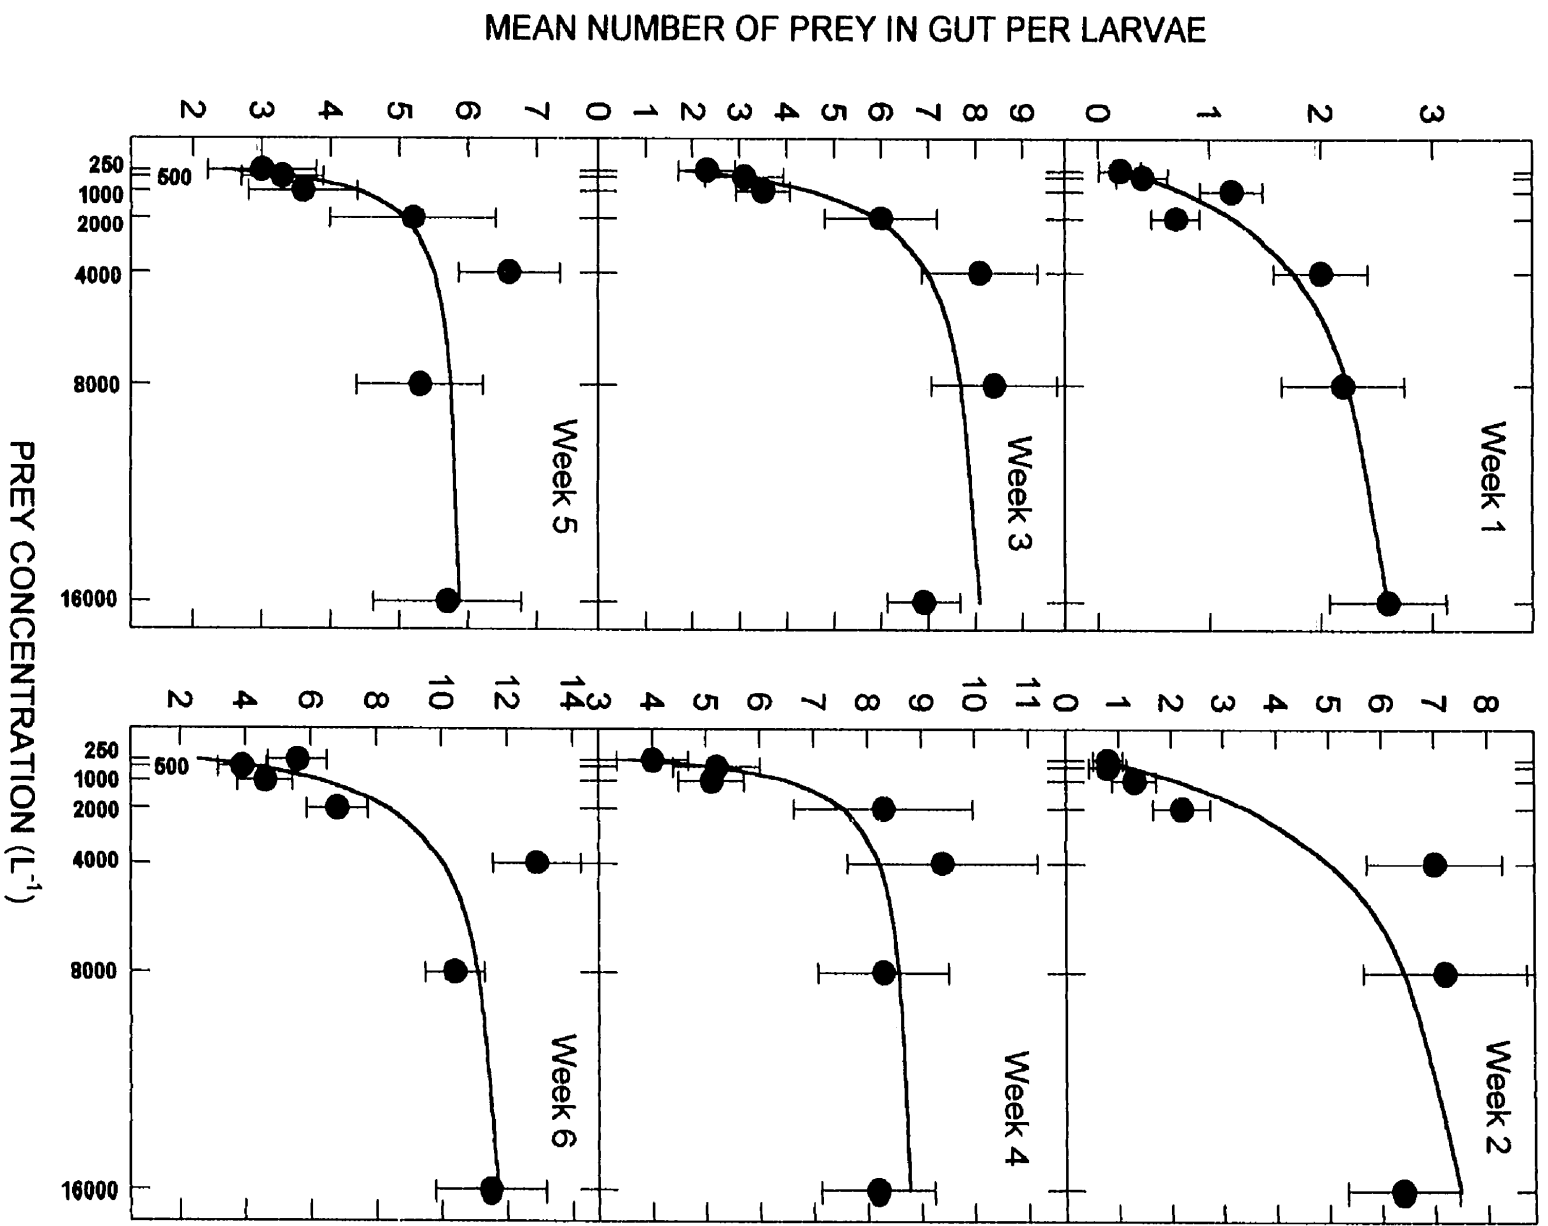 MEAN NUMBER OF PREY IN GUT PER LARVAE
0 1 2 3
Week 1
0 1 2 3 4 5 6 7 8
Week 2
0 1 2 3 4 5 6 7 8 9
Week 3
3 4 5 6 7 8 9 10 11
Week 4
2 3 4 5 6 7
Week 5
250
500
1000
2000
4000
8000
16000
2 4 6 8 10 12 14
Week 6
250
500
1000
2000
4000
8000
16000
PREY CONCENTRATION (L⁻¹)